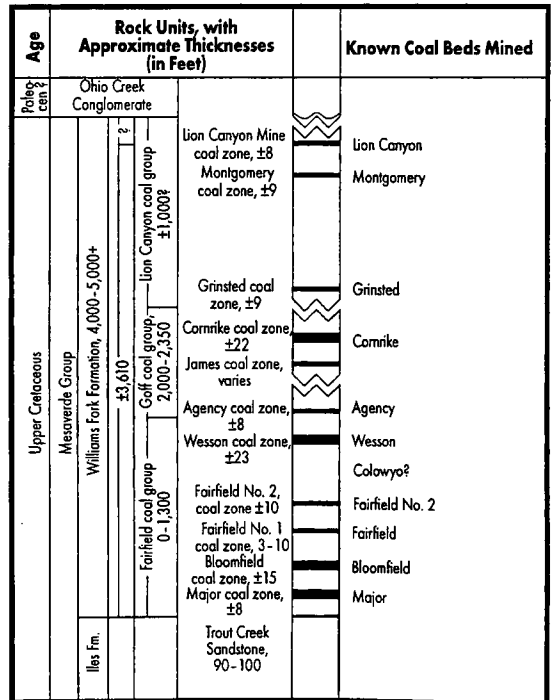 Age
Rock Units, with
Approximate Thicknesses
(in Feet)
Known Coal Beds Mined
Paleo-
cen ?
Ohio Creek
Conglomerate
Upper Cretaceous
Mesaverde Group
Williams Fork Formation, 4,000-5,000+
?
±3,610
Lion Canyon coal group
±1,000?
Goff coal group,
2,000-2,350
Fairfield coal group
0-1,300
Iles Fm.
Lion Canyon Mine
coal zone, ±8
Montgomery
coal zone, ±9
Grinsted coal
zone, ±9
Cornrike coal zone,
±22
James coal zone,
varies
Agency coal zone,
±8
Wesson coal zone,
±23
Fairfield No. 2,
coal zone ±10
Fairfield No. 1
coal zone, 3-10
Bloomfield
coal zone, ±15
Major coal zone,
±8
Trout Creek
Sandstone,
90-100
Lion Canyon
Montgomery
Grinsted
Cornrike
Agency
Wesson
Colowyo?
Fairfield No. 2
Fairfield
Bloomfield
Major